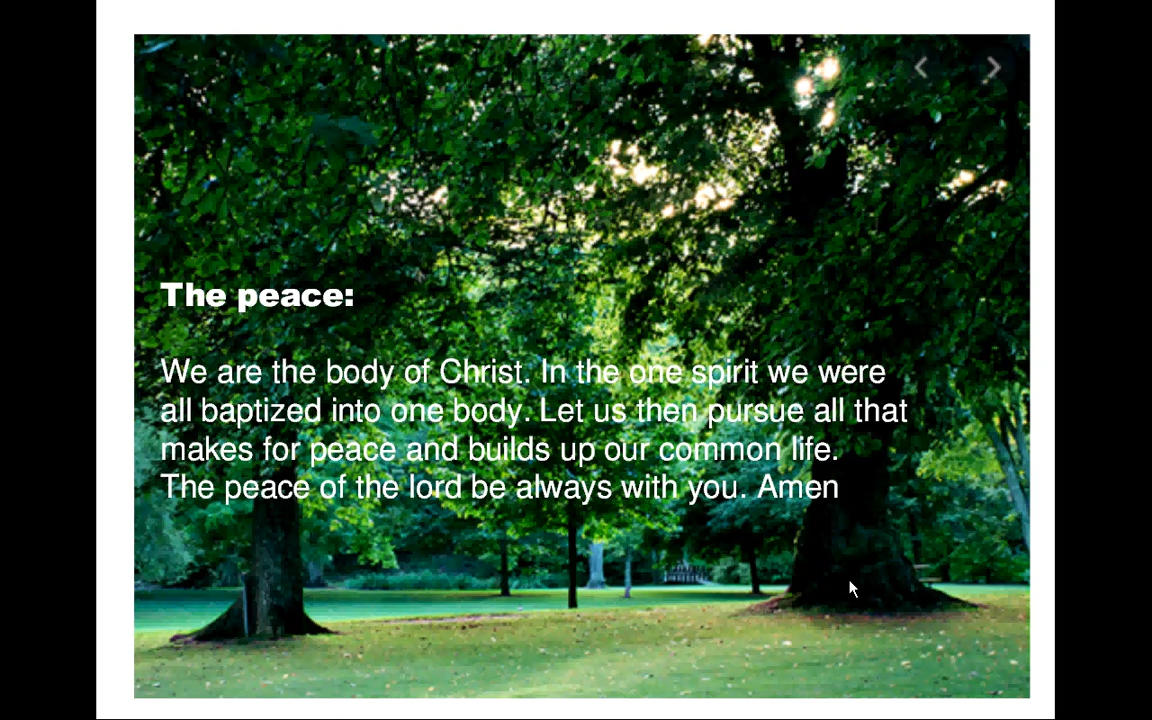 The peace:
We are the body of Christ. In the one spirit we were
all baptized into one body. Let us then pursue all that
makes for peace and builds up our common life.
The peace of the lord be always with you. Amen